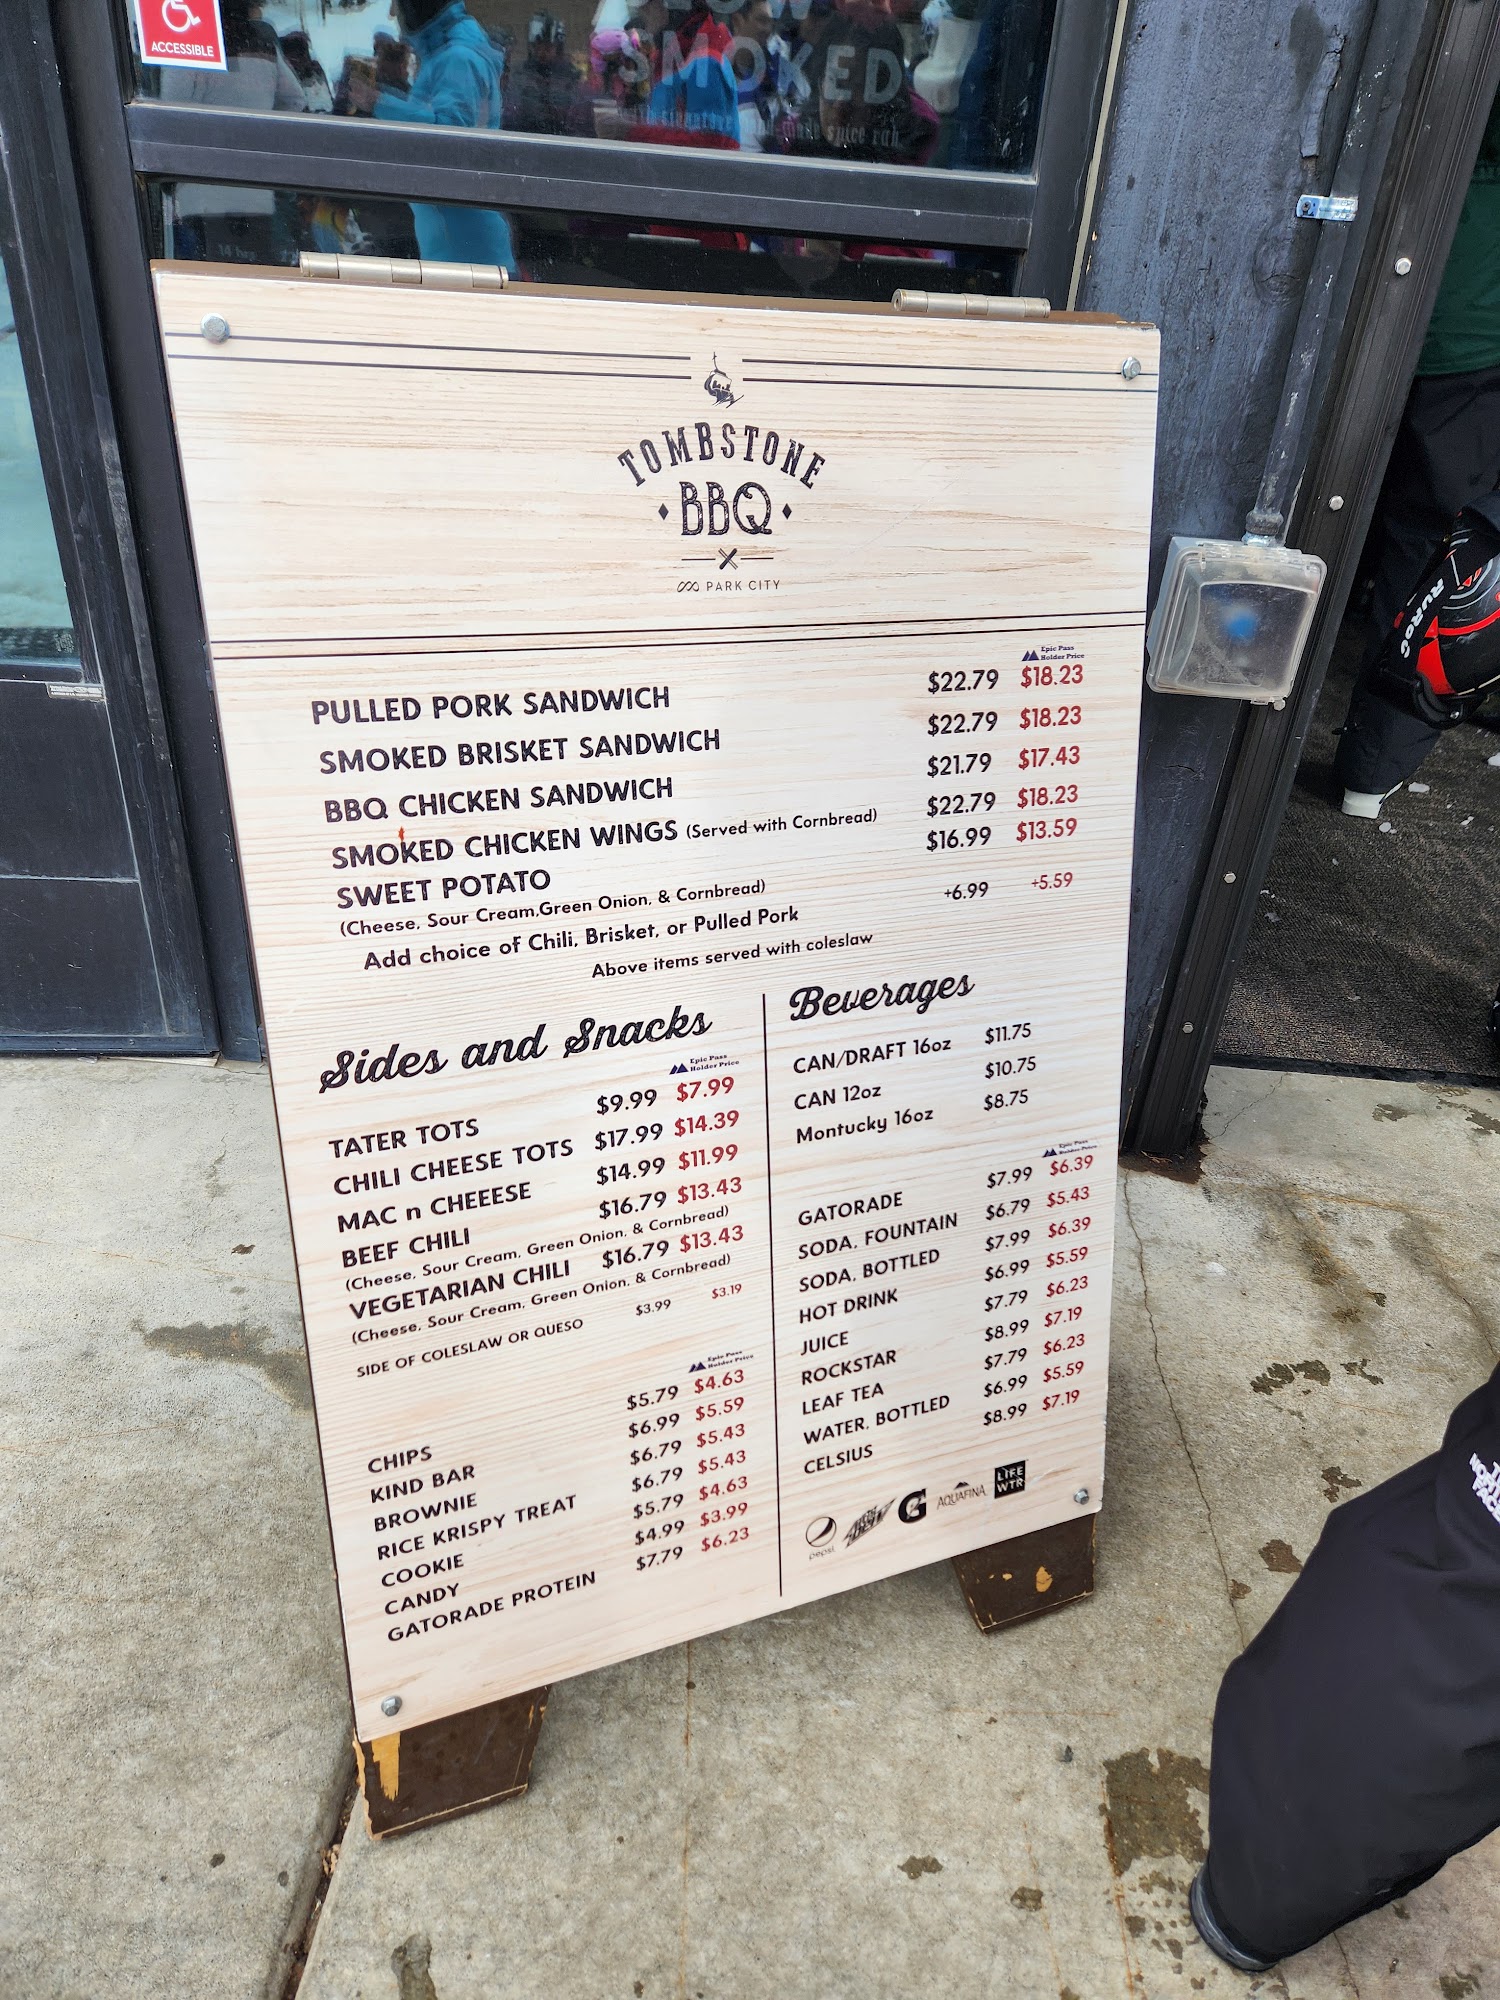 ACCESSIBLE
SMOKED
TOMBSTONE
BBQ
PARK CITY
Epic Pass
Holder Price
PULLED PORK SANDWICH $22.79 $18.23
SMOKED BRISKET SANDWICH $22.79 $18.23
BBQ CHICKEN SANDWICH $21.79 $17.43
SMOKED CHICKEN WINGS (Served with Cornbread) $22.79 $18.23
SWEET POTATO $16.99 $13.59
(Cheese, Sour Cream,Green Onion, & Cornbread)
Add choice of Chili, Brisket, or Pulled Pork +6.99 +5.59
Above items served with coleslaw
Sides and Snacks
Epic Pass
Holder Price
TATER TOTS $9.99 $7.99
CHILI CHEESE TOTS $17.99 $14.39
MAC n CHEEESE $14.99 $11.99
BEEF CHILI $16.79 $13.43
(Cheese, Sour Cream, Green Onion, & Cornbread)
VEGETARIAN CHILI $16.79 $13.43
(Cheese, Sour Cream, Green Onion, & Cornbread)
SIDE OF COLESLAW OR QUESO $3.99 $3.19
Epic Pass
Holder Price
CHIPS $5.79 $4.63
KIND BAR $6.99 $5.59
BROWNIE $6.79 $5.43
RICE KRISPY TREAT $6.79 $5.43
COOKIE $5.79 $4.63
CANDY $4.99 $3.99
GATORADE PROTEIN $7.79 $6.23
Beverages
CAN/DRAFT 16oz $11.75
CAN 12oz $10.75
Montucky 16oz $8.75
Epic Pass
Holder Price
GATORADE $7.99 $6.39
SODA, FOUNTAIN $6.79 $5.43
SODA, BOTTLED $7.99 $6.39
HOT DRINK $6.99 $5.59
JUICE $7.79 $6.23
ROCKSTAR $8.99 $7.19
LEAF TEA $7.79 $6.23
WATER, BOTTLED $6.99 $5.59
CELSIUS $8.99 $7.19
pepsi
G
AQUAFINA
LIFE
WTR
RUROC